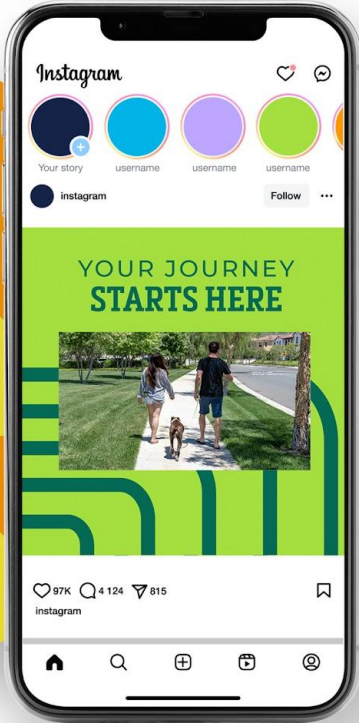 Instagram
Your story
username
username
username
instagram
Follow
YOUR JOURNEY
STARTS HERE
97K
4 124
815
instagram